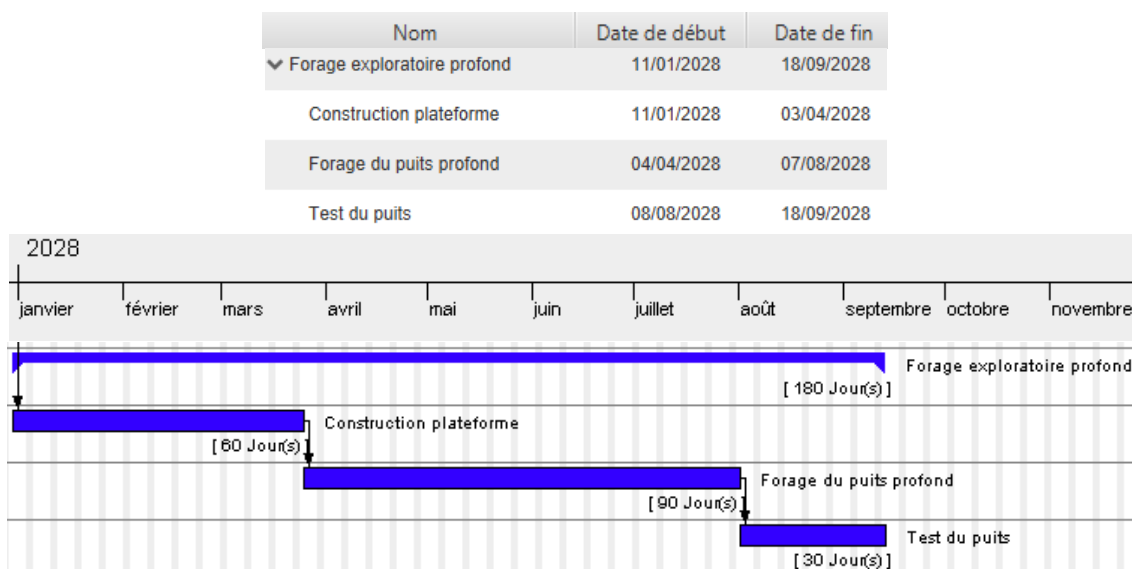 Nom Date de début Date de fin
Forage exploratoire profond 11/01/2028 18/09/2028
Construction plateforme 11/01/2028 03/04/2028
Forage du puits profond 04/04/2028 07/08/2028
Test du puits 08/08/2028 18/09/2028
2028
janvier février mars avril mai juin juillet août septembre octobre novembre
Forage exploratoire profond
[ 180 Jour(s) ]
Construction plateforme
[ 60 Jour(s) ]
Forage du puits profond
[ 90 Jour(s) ]
Test du puits
[ 30 Jour(s) ]